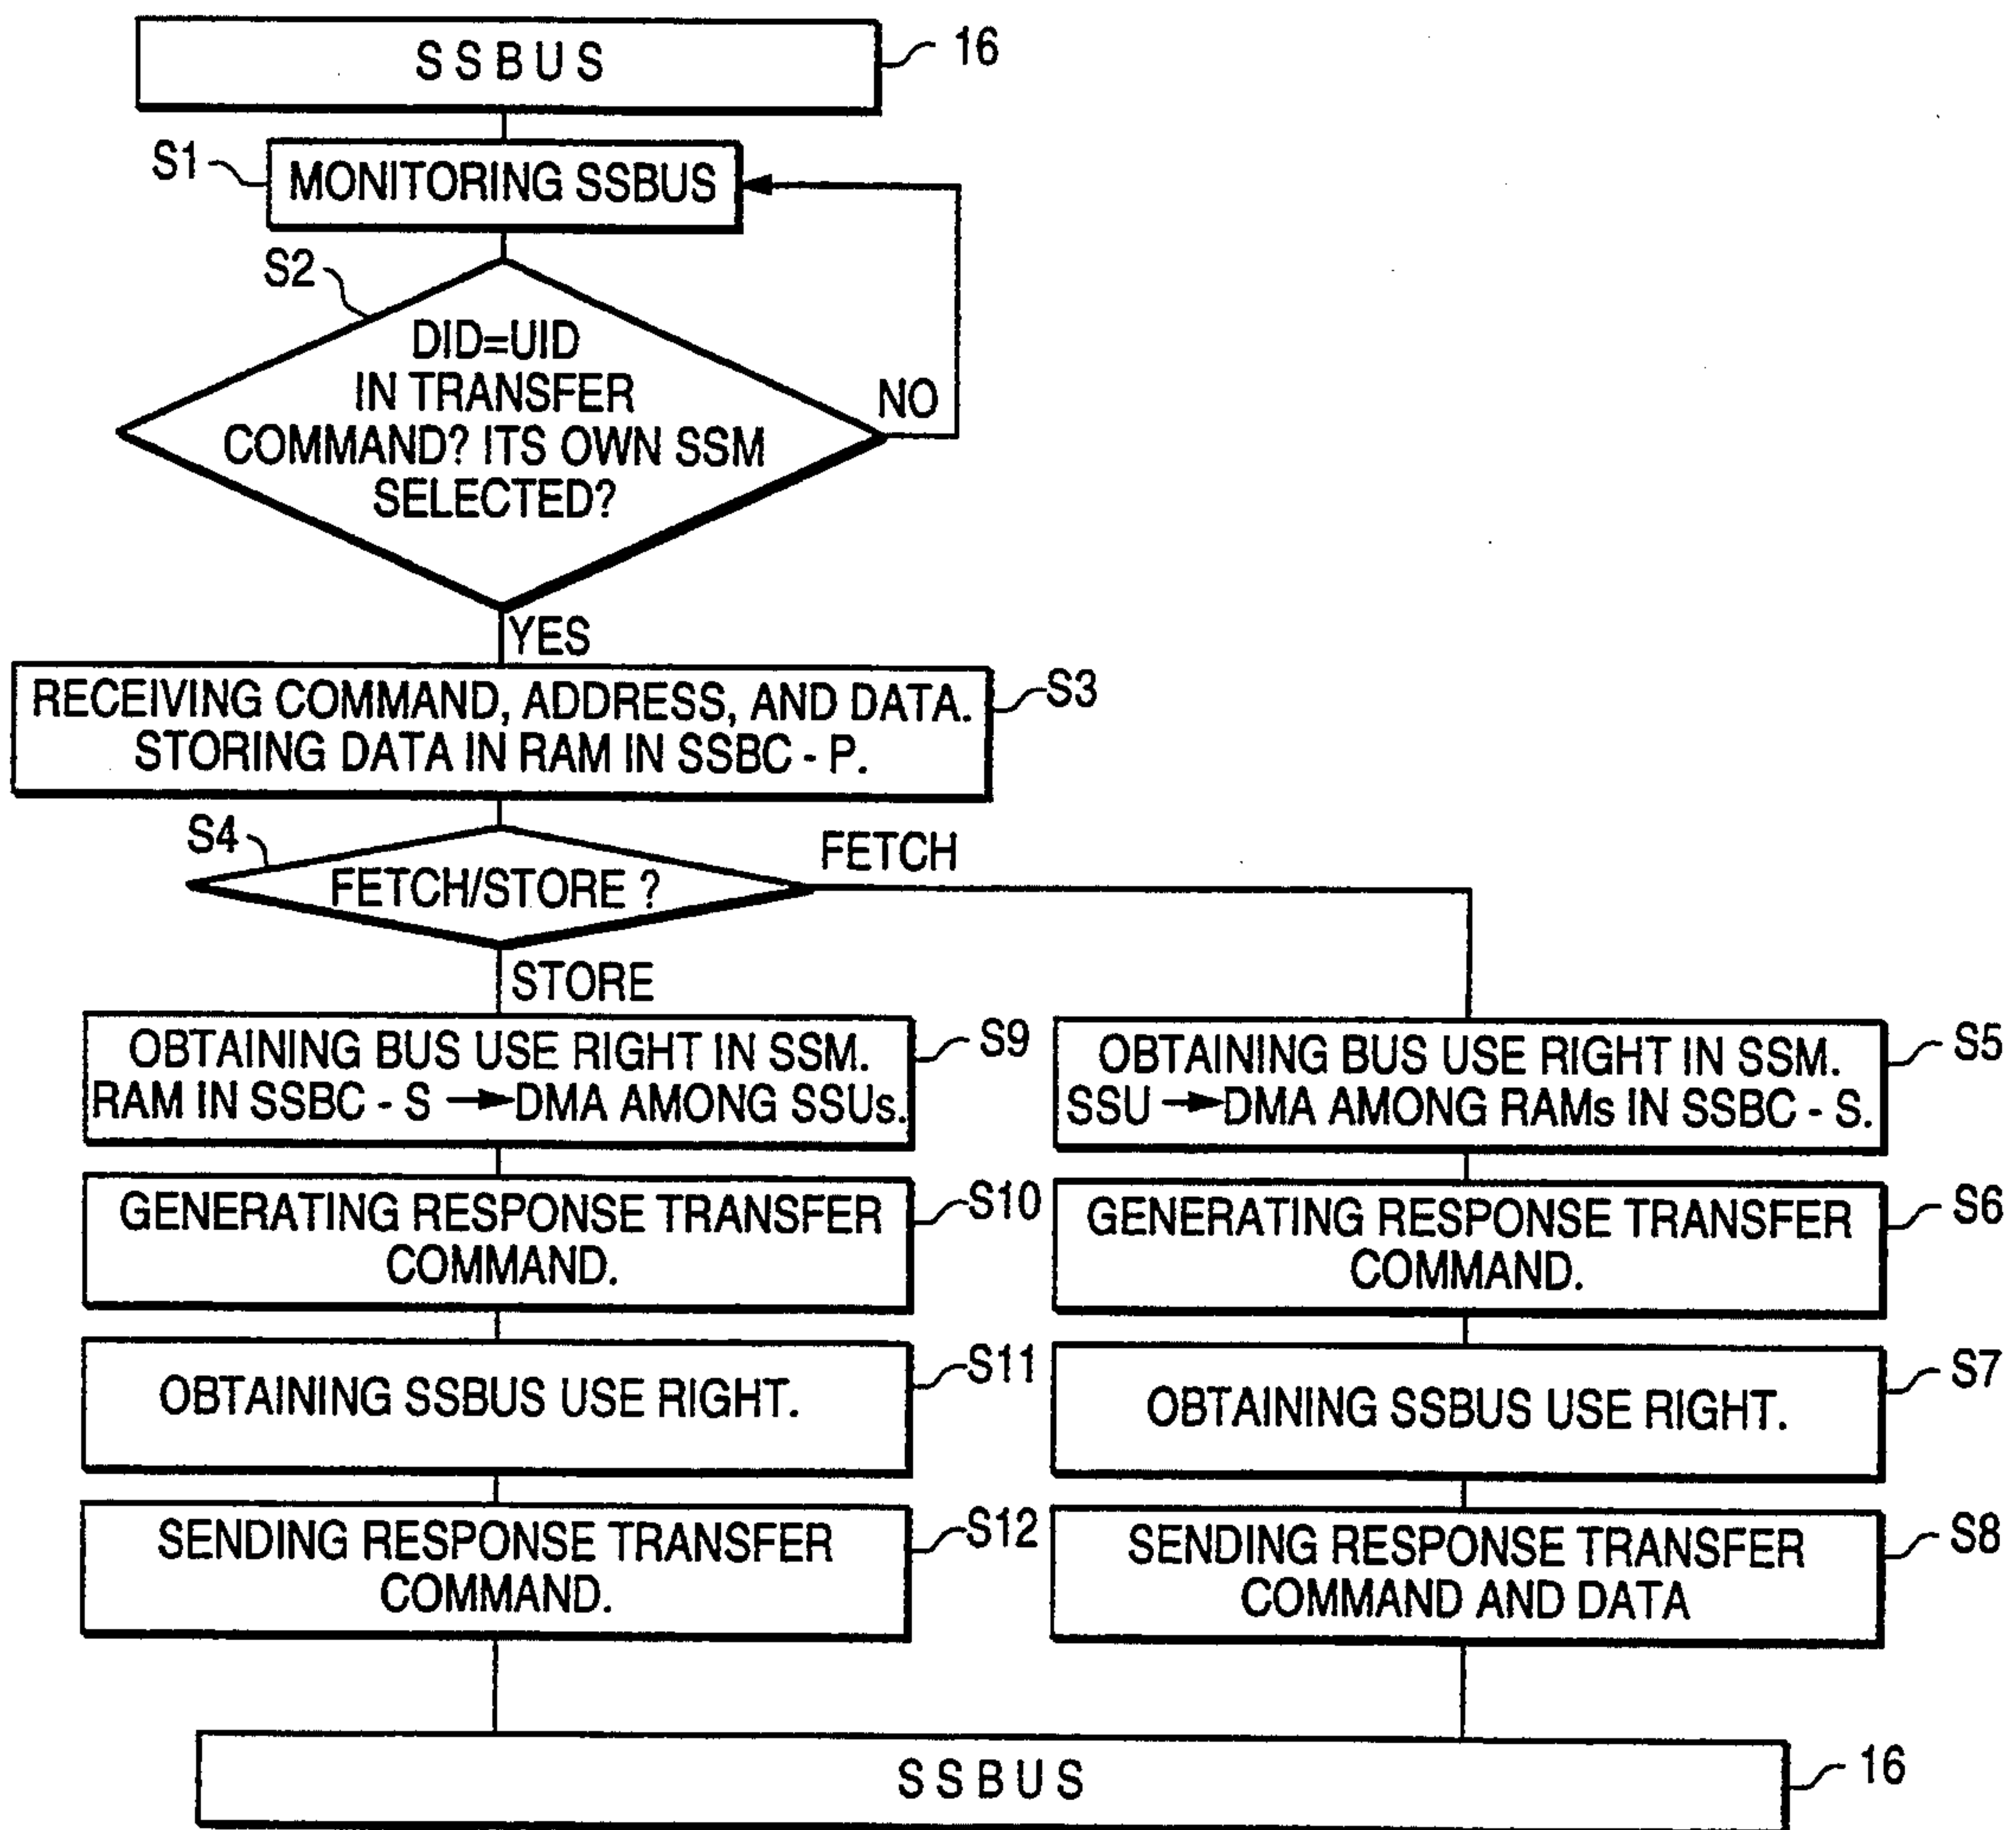 SSBUS
16
S1
MONITORING SSBUS
S2
DID=UID
IN TRANSFER
COMMAND? ITS OWN SSM
SELECTED?
NO
YES
RECEIVING COMMAND, ADDRESS, AND DATA.
STORING DATA IN RAM IN SSBC - P.
S3
S4
FETCH/STORE ?
FETCH
STORE
OBTAINING BUS USE RIGHT IN SSM.
RAM IN SSBC - S → DMA AMONG SSUs.
S9
GENERATING RESPONSE TRANSFER
COMMAND.
S10
OBTAINING SSBUS USE RIGHT.
S11
SENDING RESPONSE TRANSFER
COMMAND.
S12
OBTAINING BUS USE RIGHT IN SSM.
SSU → DMA AMONG RAMs IN SSBC - S.
S5
GENERATING RESPONSE TRANSFER
COMMAND.
S6
OBTAINING SSBUS USE RIGHT.
S7
SENDING RESPONSE TRANSFER
COMMAND AND DATA
S8
SSBUS
16